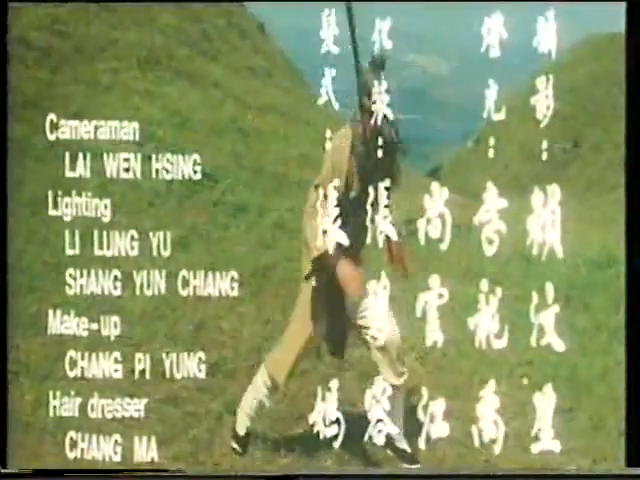 Cameraman
LAI WEN HSING
Lighting
LI LUNG YU
SHANG YUN CHIANG
Make-up
CHANG PI YUNG
Hair dresser
CHANG MA
攝影：賴汶星
燈光：李龍禹
尚雲江
化裝：張容
髮式：張媽